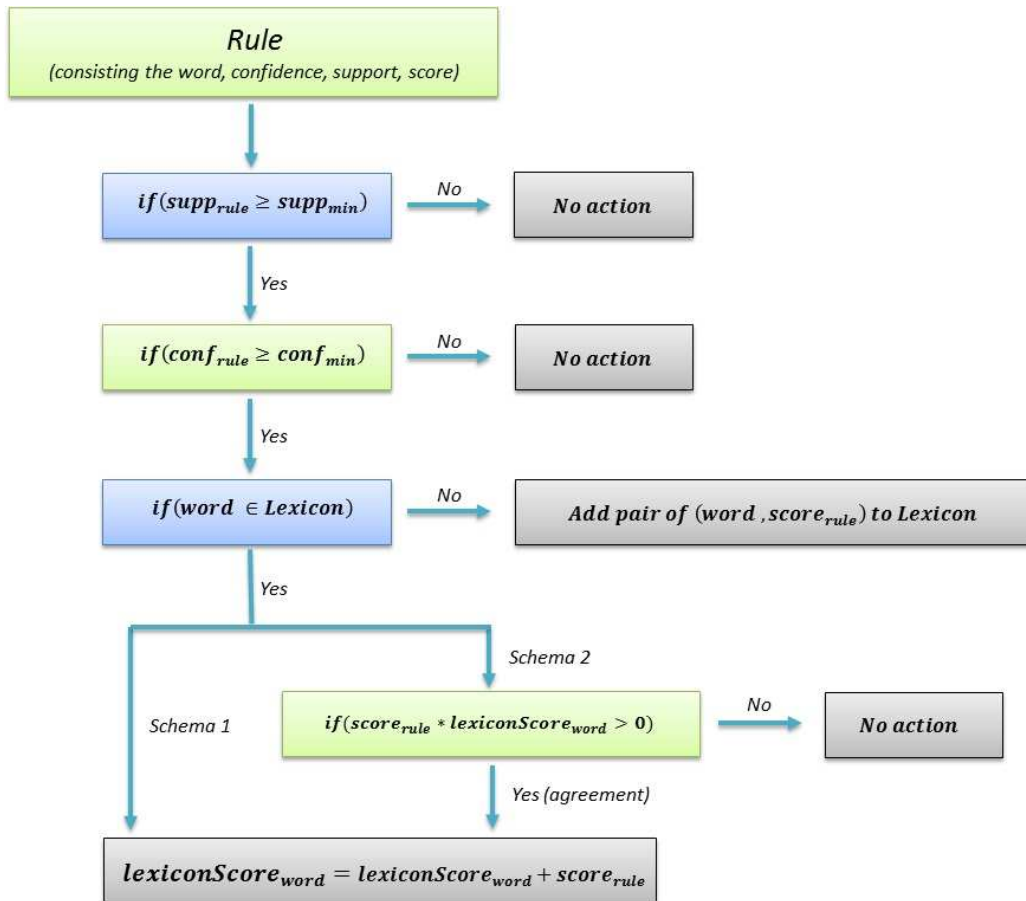 Rule
(consisting the word, confidence, support, score)
if(supp_rule ≥ supp_min)
No
No action
Yes
if(conf_rule ≥ conf_min)
No
No action
Yes
if(word ∈ Lexicon)
No
Add pair of (word ,score_rule) to Lexicon
Yes
Schema 2
Schema 1
if(score_rule * lexiconScore_word > 0)
No
No action
Yes (agreement)
lexiconScore_word = lexiconScore_word + score_rule